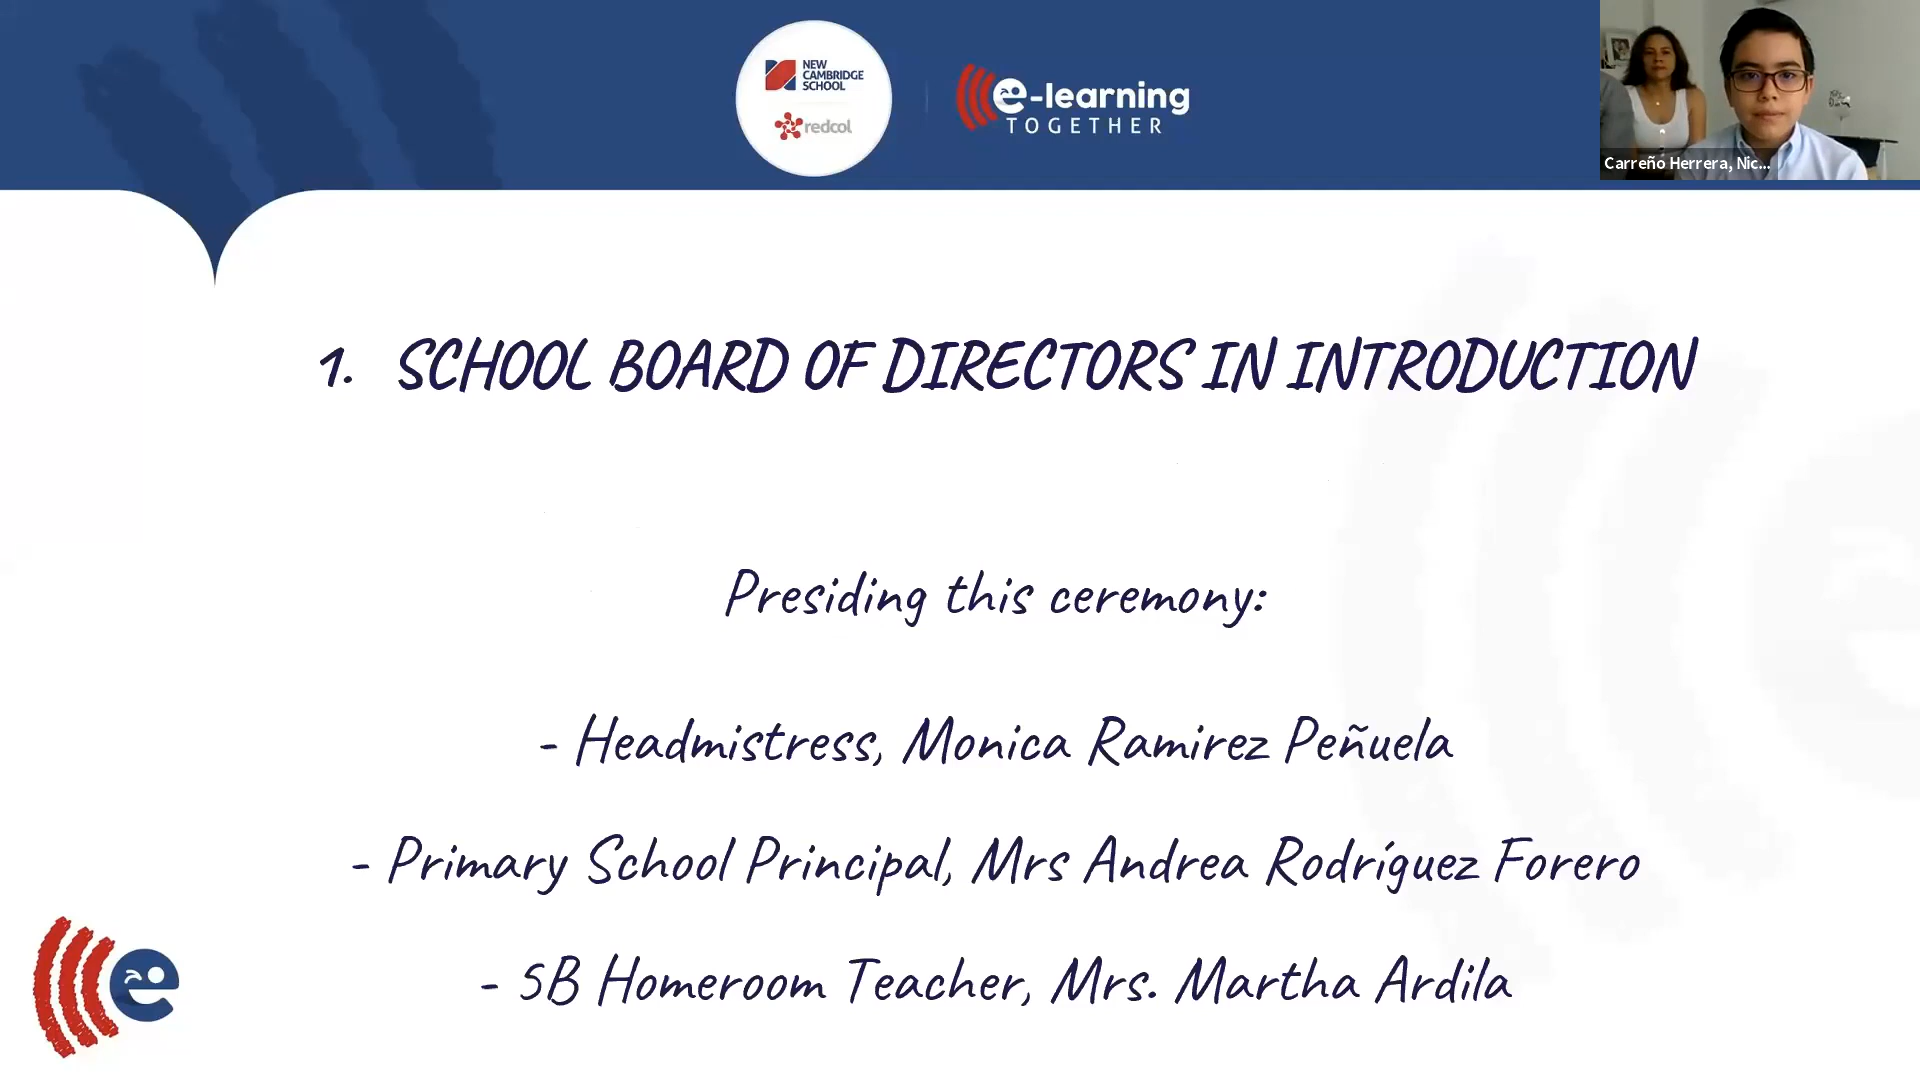 NEW
CAMBRIDGE
SCHOOL
redcol
e-learning
TOGETHER
Carreño Herrera, Nic...
1. SCHOOL BOARD OF DIRECTORS IN INTRODUCTION
Presiding this ceremony:
- Headmistress, Monica Ramirez Peñuela
- Primary School Principal, Mrs Andrea Rodríguez Forero
- 5B Homeroom Teacher, Mrs. Martha Ardila
e